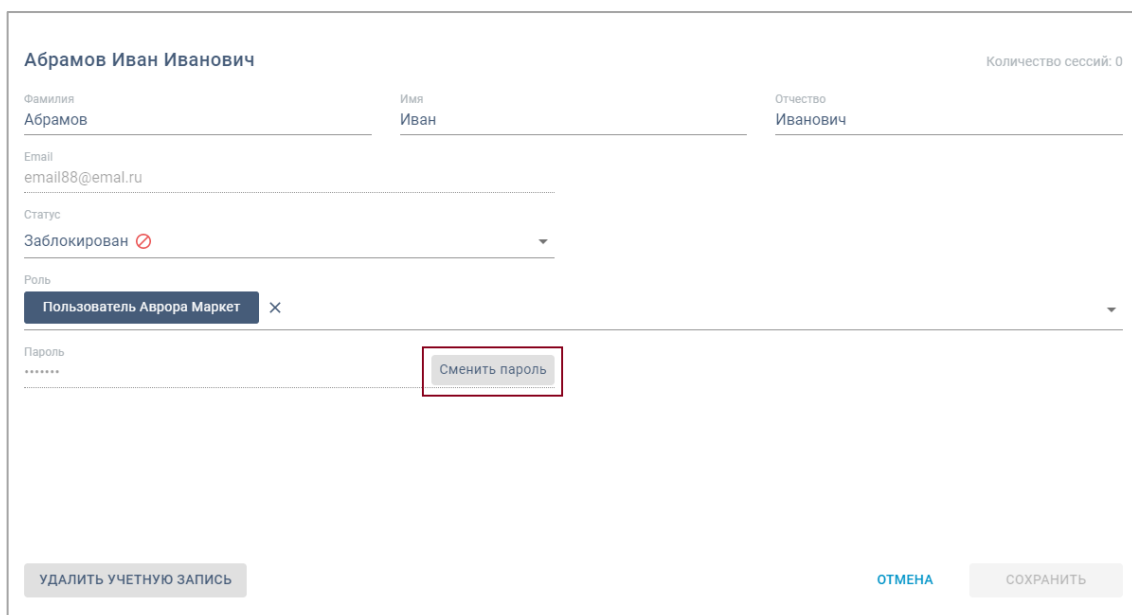 Абрамов Иван Иванович
Количество сессий: 0
Фамилия
Имя
Отчество
Абрамов
Иван
Иванович
Email
email88@emal.ru
Статус
Заблокирован
Роль
Пользователь Аврора Маркет
Пароль
•••••••
Сменить пароль
УДАЛИТЬ УЧЕТНУЮ ЗАПИСЬ
ОТМЕНА
СОХРАНИТЬ